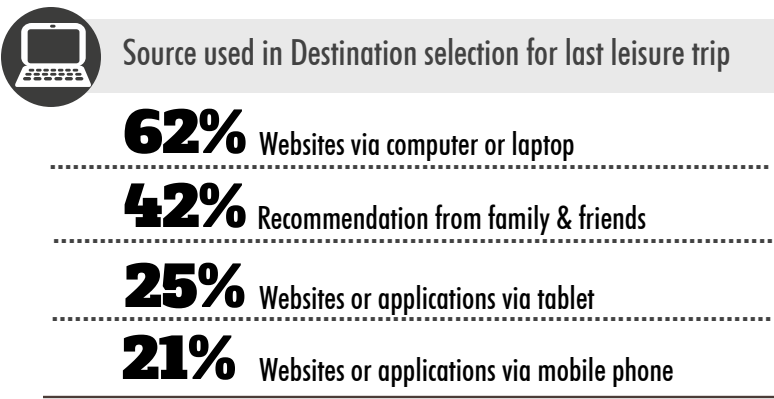 Source used in Destination selection for last leisure trip
62% Websites via computer or laptop
42% Recommendation from family & friends
25% Websites or applications via tablet
21% Websites or applications via mobile phone